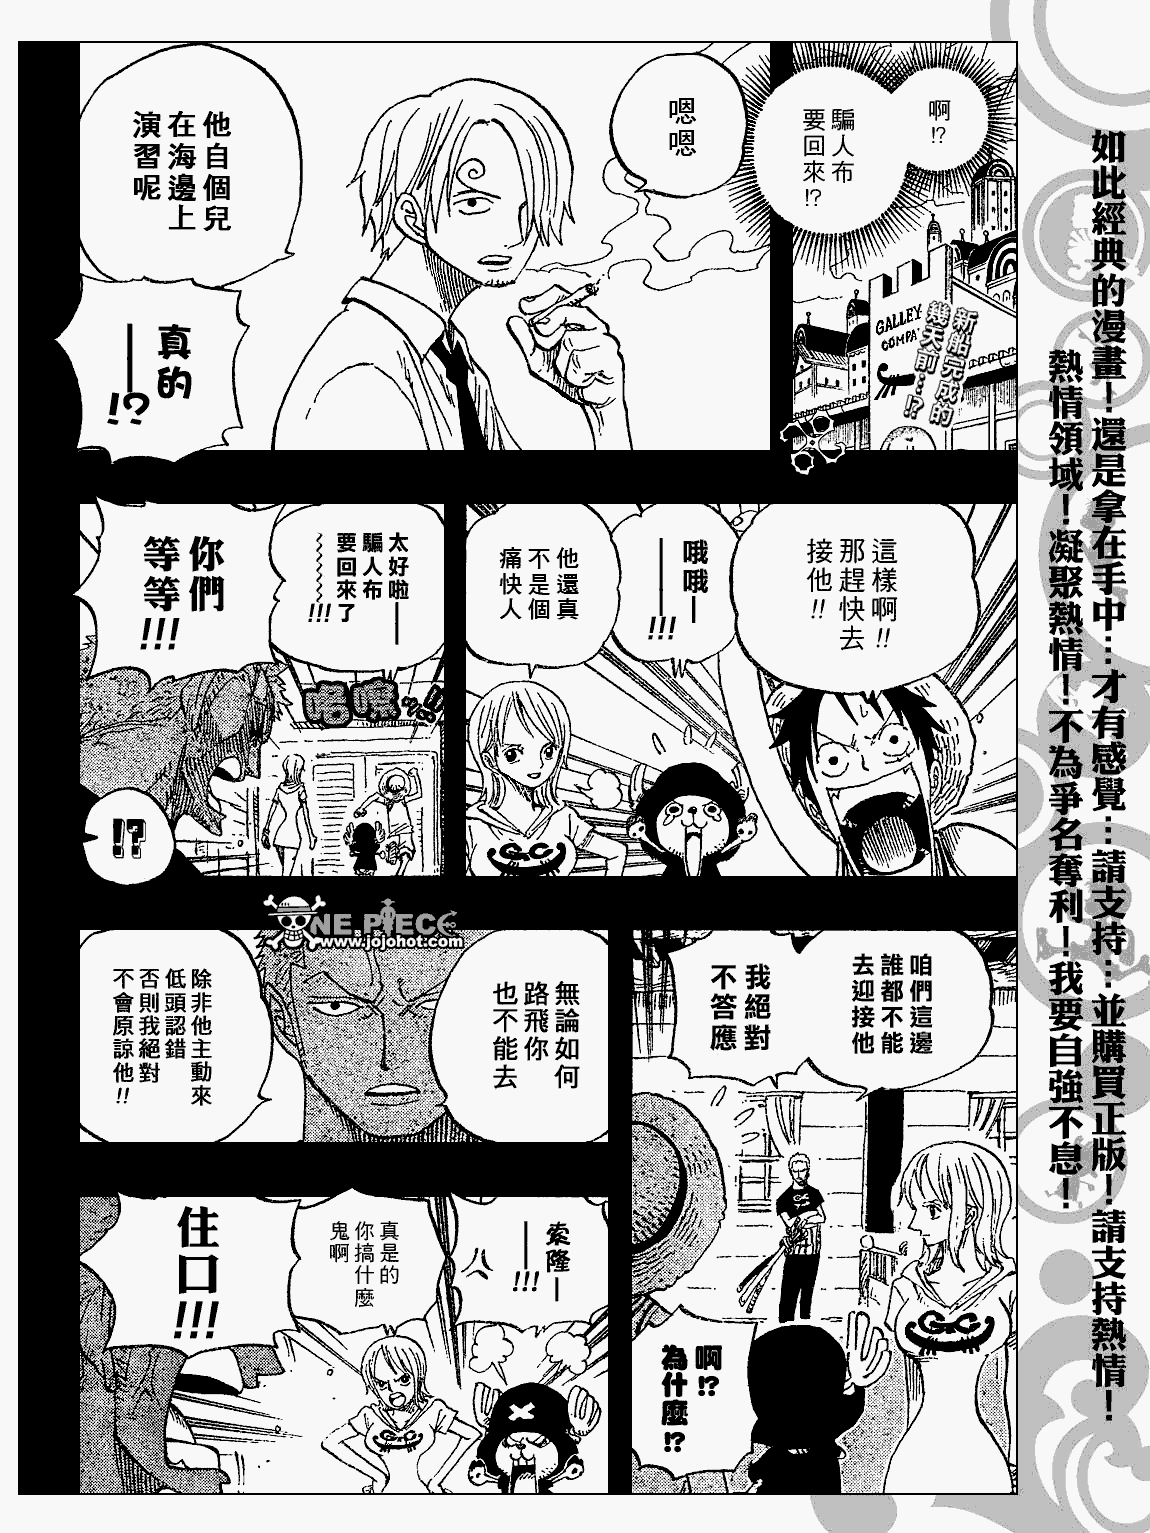 啊
!?
騙人布
要回來!?
新船完成的
幾天前…!?
GALLEY
COMPA
嗯嗯
他自個兒
在海邊上
演習呢
真的
——!?
這樣啊!!
那趕快去
接他!!
哦哦—
——!!!
他還真
不是個
痛快人
太好啦——
騙人布
要回來了
~~~~!!!
你們
等等!!!
!?
咱們這邊
誰都不能
去迎接他
我絕對
不答應
無論如何
路飛你
也不能去
除非他主動來
低頭認錯
否則我絕對
不會原諒他!!
ONE PIECE
www.jojohot.com
啊!?
為什麼!?
索隆—
——!!!
真是的
你搞什麼
鬼啊
住口!!!
如此經典的漫畫！還是拿在手中…才有感覺…請支持…並購買正版！請支持熱情！
熱情領域！凝聚熱情！不為爭名奪利！我要自強不息！